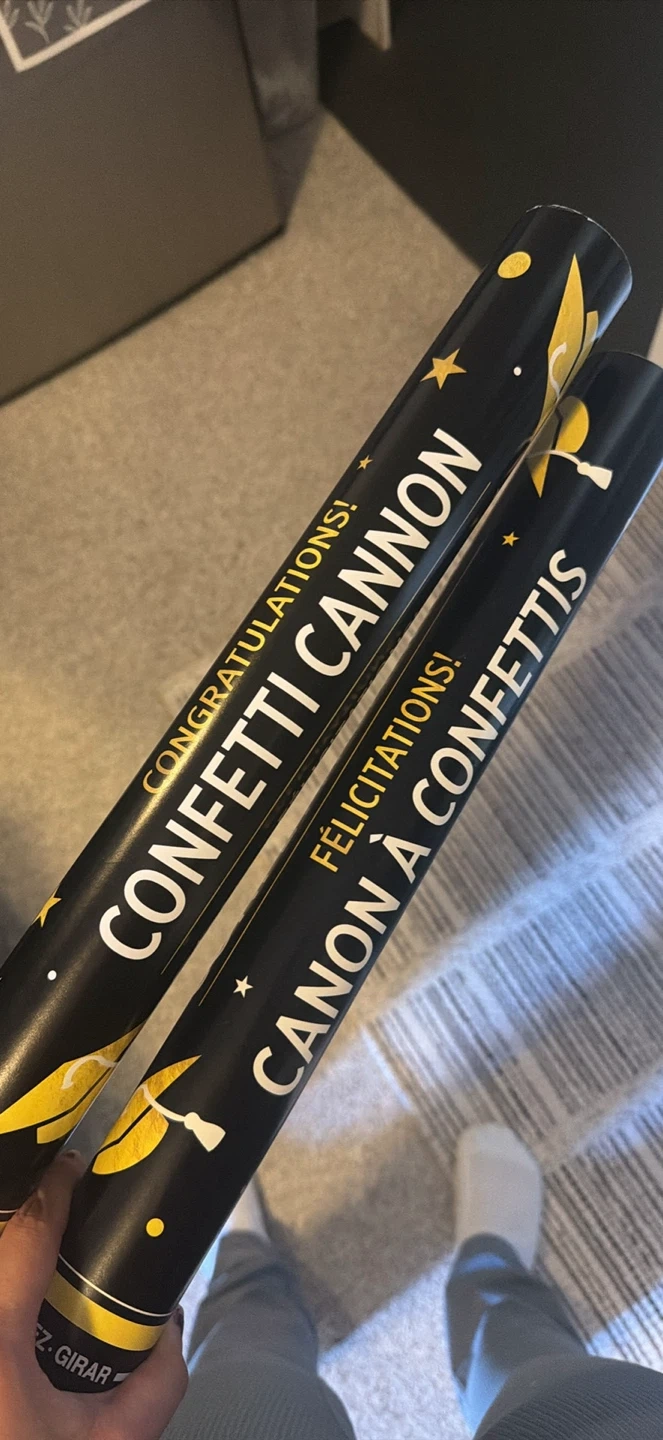 CONGRATULATIONS!
CONFETTI CANNON
FÉLICITATIONS!
CANON À CONFETTIS
GIRAR